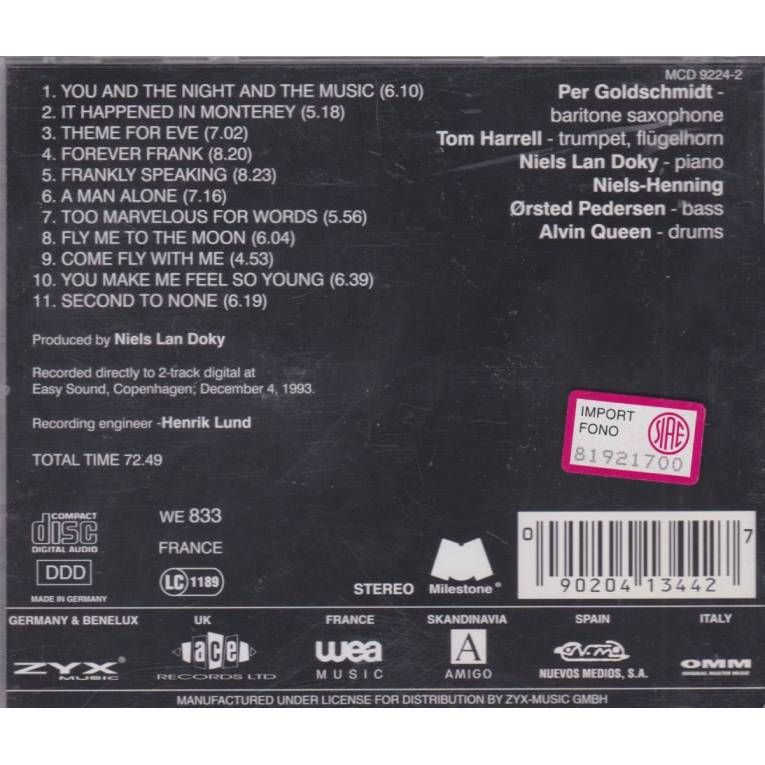 MCD 9224-2
1. YOU AND THE NIGHT AND THE MUSIC (6.10)
2. IT HAPPENED IN MONTEREY (5.18)
3. THEME FOR EVE (7.02)
4. FOREVER FRANK (8.20)
5. FRANKLY SPEAKING (8.23)
6. A MAN ALONE (7.16)
7. TOO MARVELOUS FOR WORDS (5.56)
8. FLY ME TO THE MOON (6.04)
9. COME FLY WITH ME (4.53)
10. YOU MAKE ME FEEL SO YOUNG (6.39)
11. SECOND TO NONE (6.19)
Per Goldschmidt -
baritone saxophone
Tom Harrell - trumpet, flügelhorn
Niels Lan Doky - piano
Niels-Henning
Ørsted Pedersen - bass
Alvin Queen - drums
Produced by Niels Lan Doky
Recorded directly to 2-track digital at
Easy Sound, Copenhagen; December 4, 1993.
Recording engineer -Henrik Lund
TOTAL TIME 72.49
IMPORT
FONO
SIAE
81921700
COMPACT
disc
DIGITAL AUDIO
DDD
MADE IN GERMANY
WE 833
FRANCE
LC 1189
STEREO
Milestone®
0 90204 13442 7
GERMANY & BENELUX
ZYX®
MUSIC
UK
ace
RECORDS LTD
FRANCE
wea
MUSIC
SKANDINAVIA
A
AMIGO
SPAIN
NUEVOS MEDIOS, S.A.
ITALY
OMM
ORIGINAL MASTER MUSIC
MANUFACTURED UNDER LICENSE FOR DISTRIBUTION BY ZYX-MUSIC GMBH